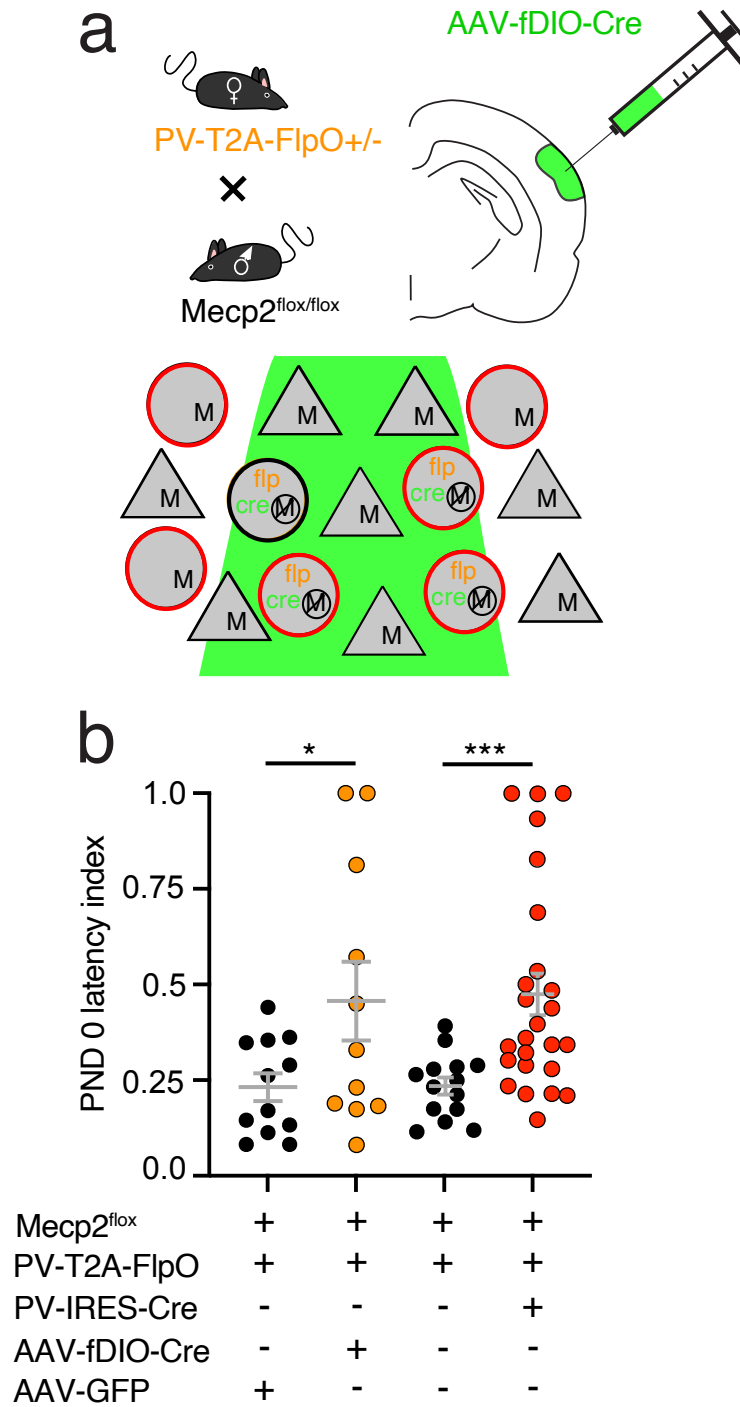 a
AAV-fDIO-Cre
♀
PV-T2A-FlpO+/-
×
♂
Mecp2flox/flox
M M M M
flp flp
M cre M M cre M M
M flp flp M
M cre M M cre M
b
* ***
1.0
0.75
0.5
0.25
0.0
PND 0 latency index
Mecp2flox + + + +
PV-T2A-FlpO + + + +
PV-IRES-Cre - - - +
AAV-fDIO-Cre - + - -
AAV-GFP + - - -